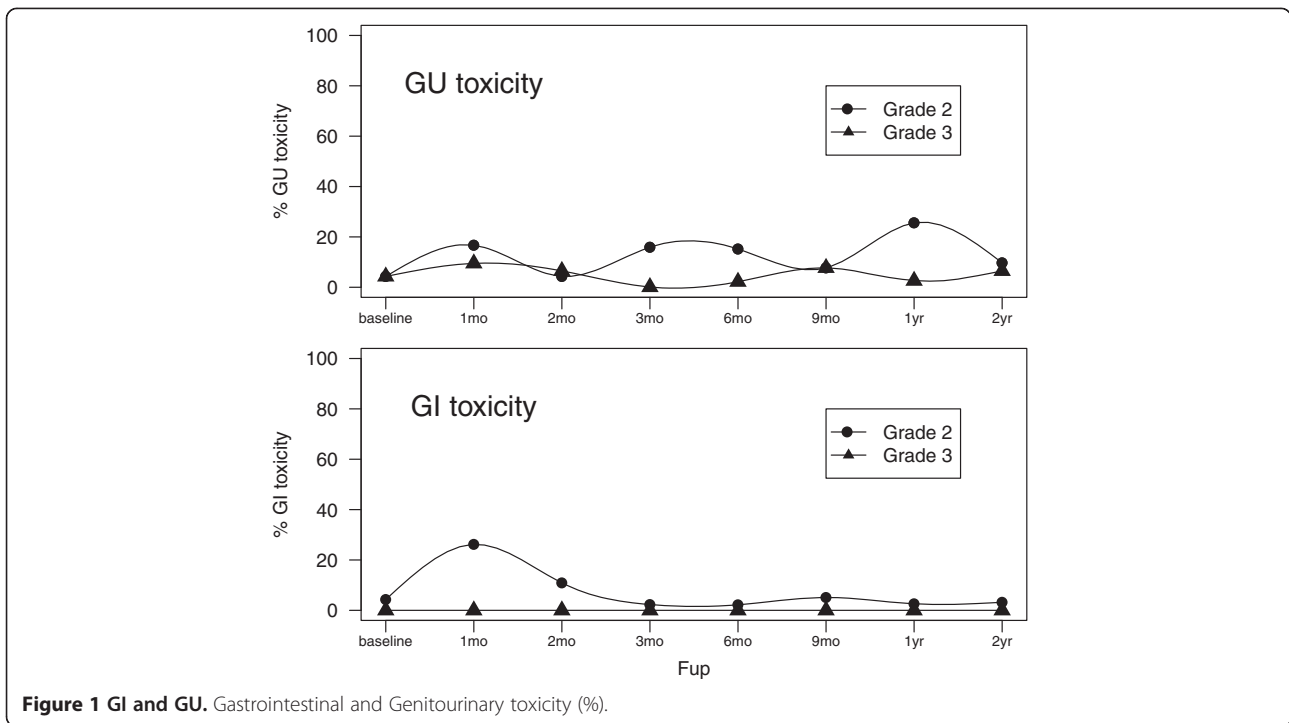 GU toxicity
% GU toxicity
100
80
60
40
20
0
Grade 2
Grade 3
baseline 1mo 2mo 3mo 6mo 9mo 1yr 2yr
GI toxicity
% GI toxicity
100
80
60
40
20
0
Grade 2
Grade 3
baseline 1mo 2mo 3mo 6mo 9mo 1yr 2yr
Fup
Figure 1 GI and GU. Gastrointestinal and Genitourinary toxicity (%).